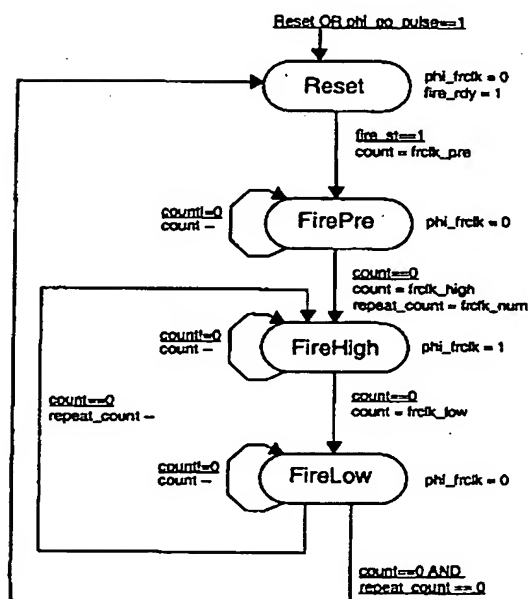 Reset OR phi_go_pulse==1
Reset
phi_frclk = 0
fire_rdy = 1
fire_st==1
count = frclk_pre
count!=0
count –
FirePre
phi_frclk = 0
count==0
count = frclk_high
repeat_count = frclk_num
count!=0
count –
FireHigh
phi_frclk = 1
count==0
repeat_count –
count==0
count = frclk_low
count!=0
count –
FireLow
phi_frclk = 0
count==0 AND
repeat_count == 0